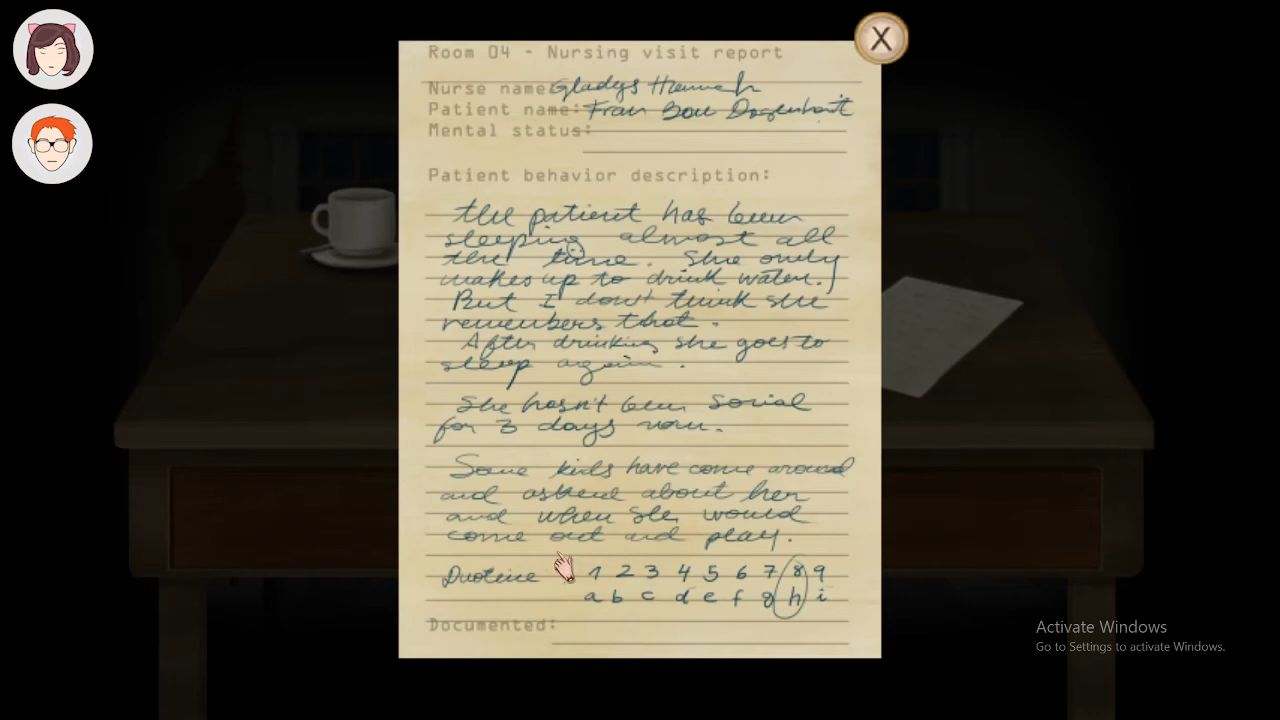 X
Room 04 - Nursing visit report
Nurse name: Gladys
Patient name: Fran Bow Dagenhart
Mental status:
Patient behavior description:
the patient has been
sleeping almost all
the time. She only
wakes up to drink water.
But I don't think she
remembers that.
After drinking she goes to
sleep again.
She hasn't been social
for 3 days now.
Some kids have come around
and asked about her
and when she would
come out and play.
Duotine 1 2 3 4 5 6 7 8 9
a b c d e f g h i
Documented:
Activate Windows
Go to Settings to activate Windows.